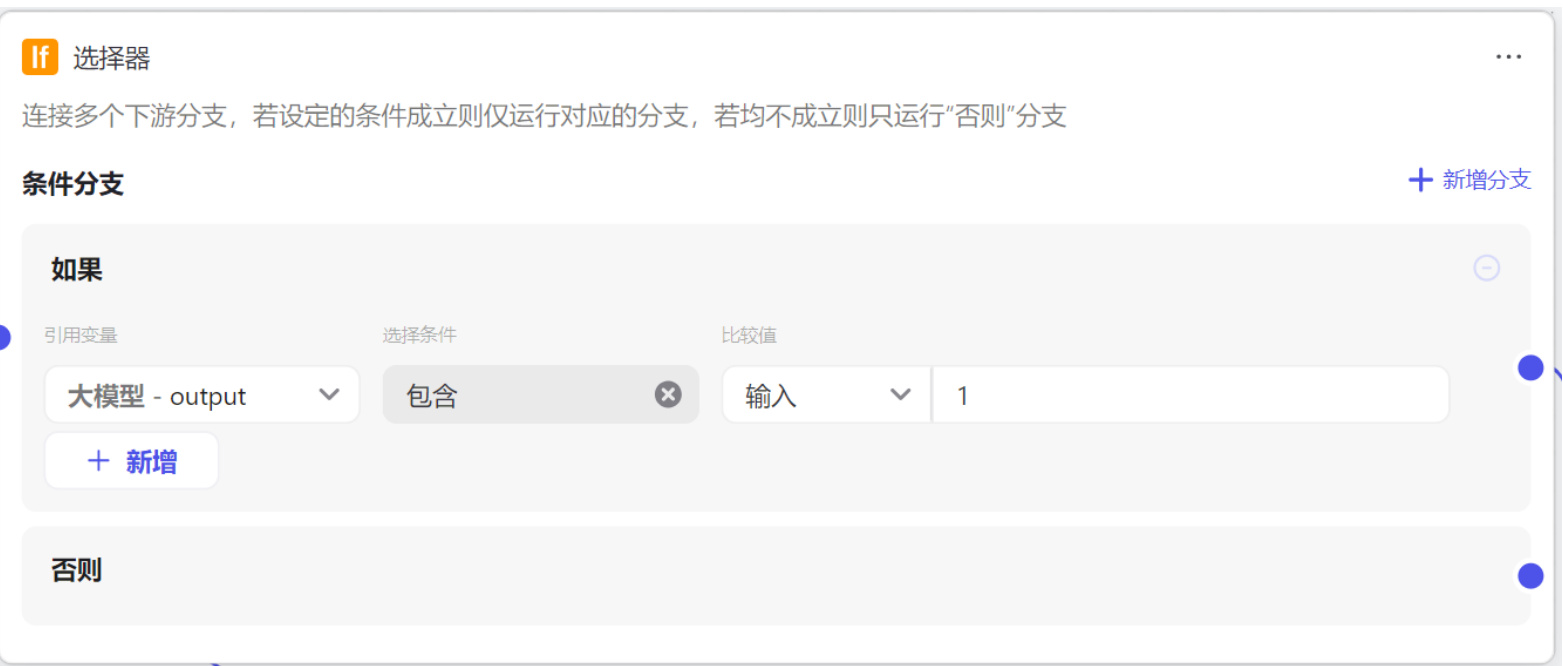 If 选择器 ...
连接多个下游分支，若设定的条件成立则仅运行对应的分支，若均不成立则只运行“否则”分支
条件分支 + 新增分支
如果
引用变量 选择条件 比较值
大模型 - output 包含 输入 1
+ 新增
否则